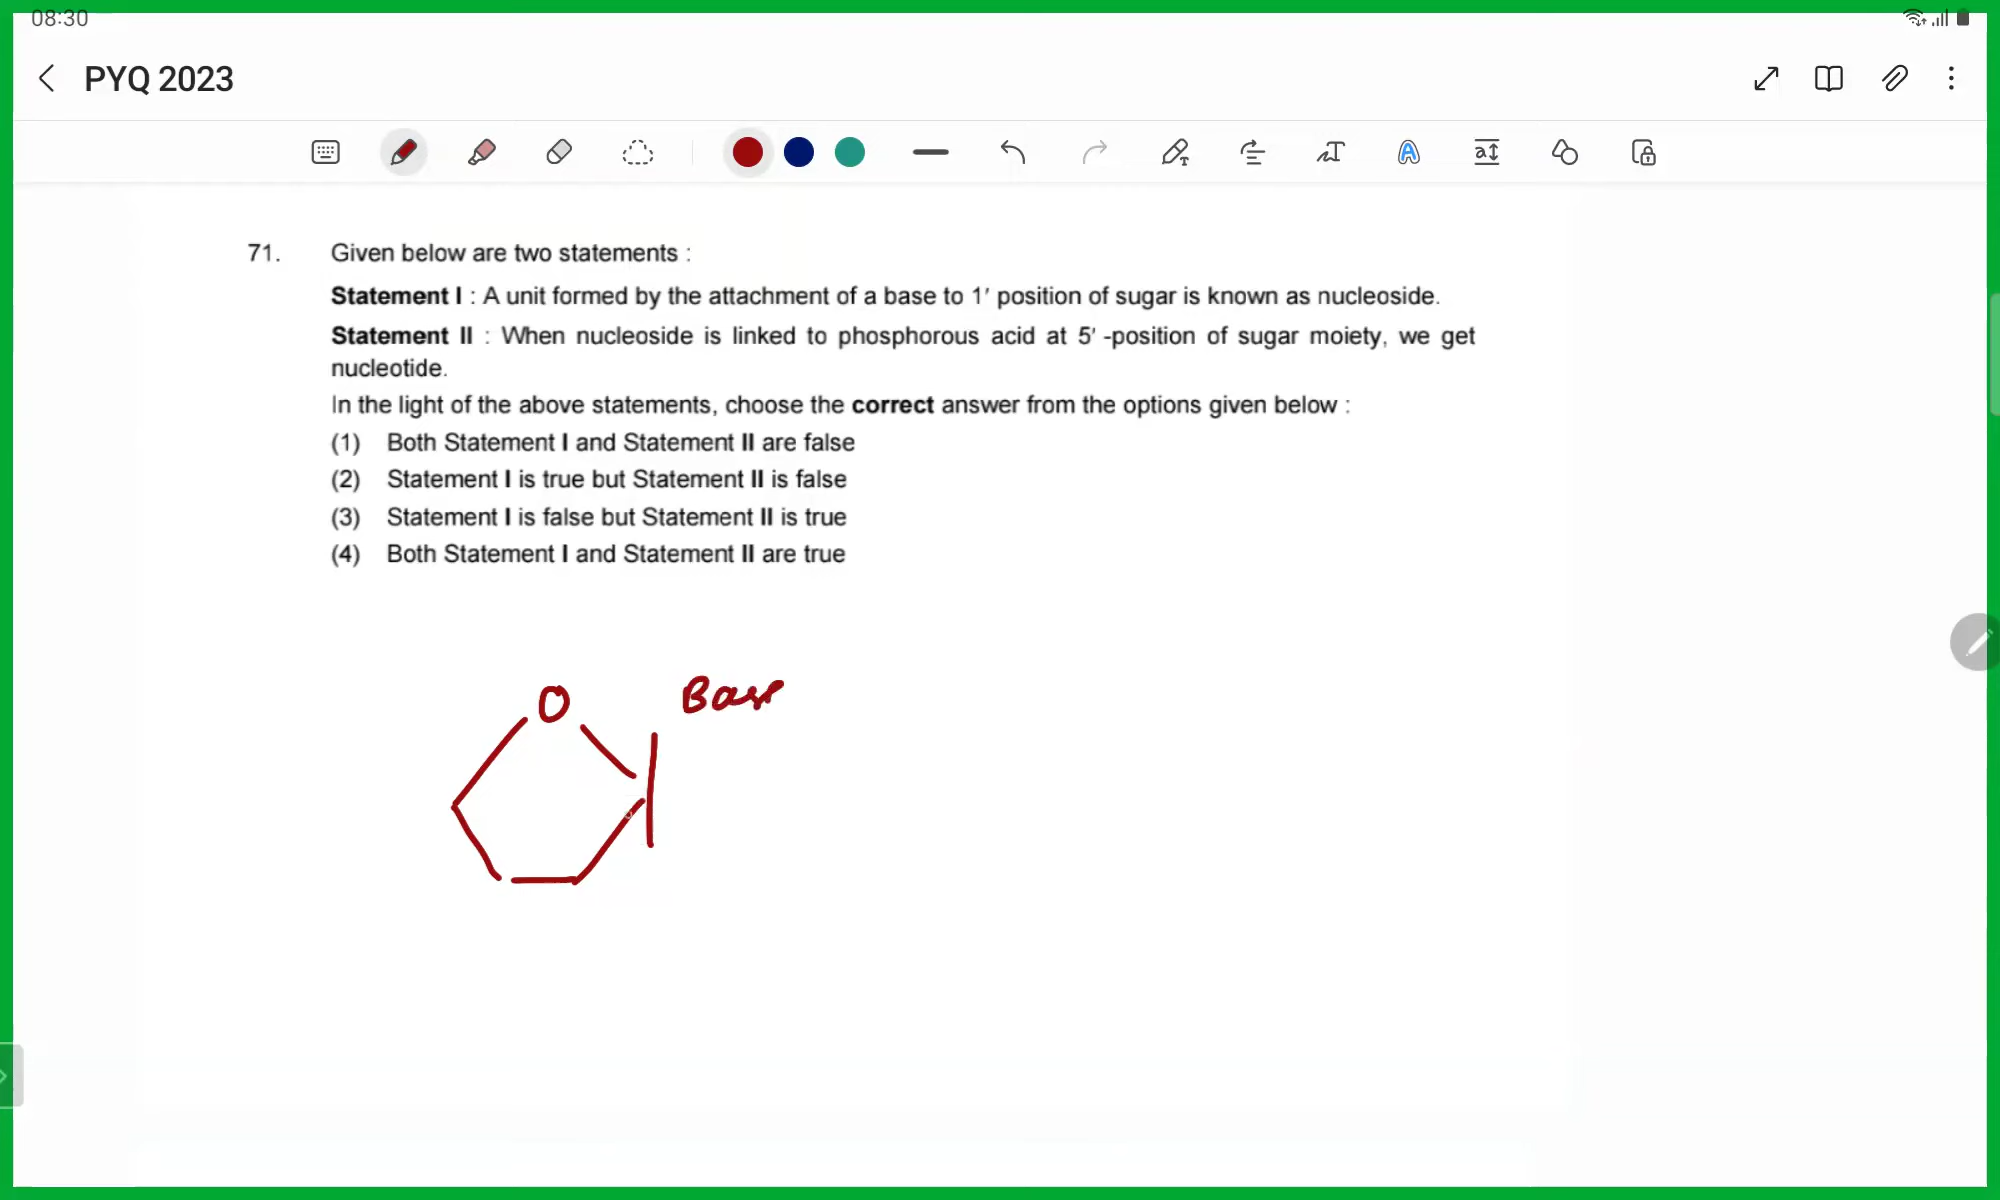 08:30
PYQ 2023
71. Given below are two statements :
Statement I : A unit formed by the attachment of a base to 1′ position of sugar is known as nucleoside.
Statement II : When nucleoside is linked to phosphorous acid at 5′ -position of sugar moiety, we get
nucleotide.
In the light of the above statements, choose the correct answer from the options given below :
(1) Both Statement I and Statement II are false
(2) Statement I is true but Statement II is false
(3) Statement I is false but Statement II is true
(4) Both Statement I and Statement II are true
O
Base